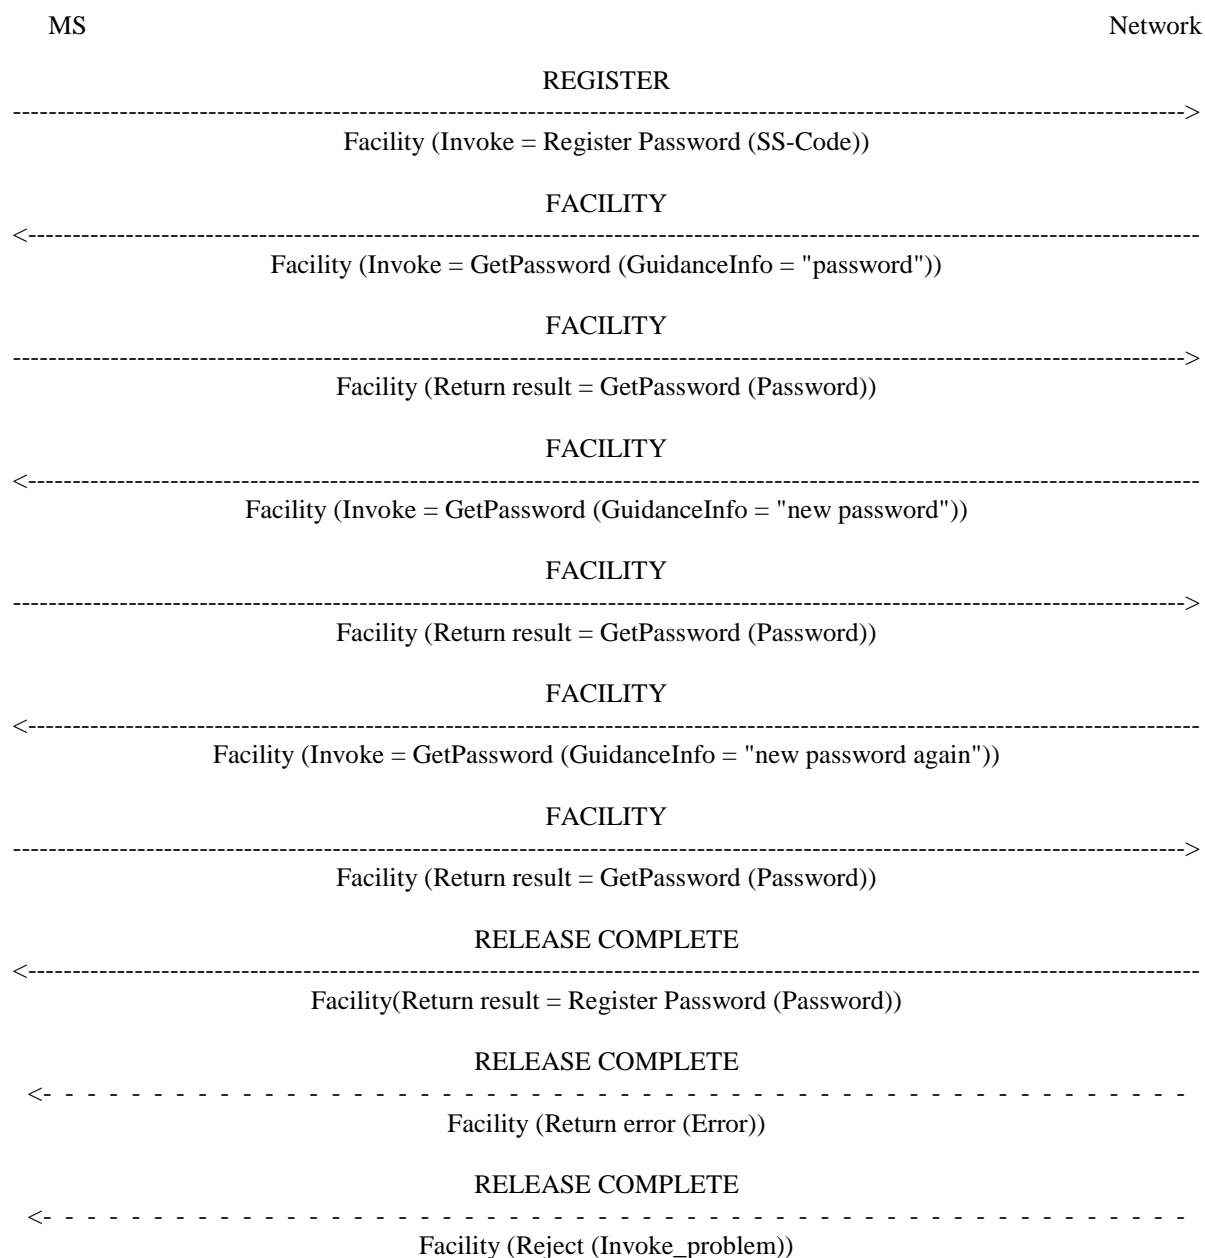 MS Network
REGISTER
Facility (Invoke = Register Password (SS-Code))
FACILITY
Facility (Invoke = GetPassword (GuidanceInfo = "password"))
FACILITY
Facility (Return result = GetPassword (Password))
FACILITY
Facility (Invoke = GetPassword (GuidanceInfo = "new password"))
FACILITY
Facility (Return result = GetPassword (Password))
FACILITY
Facility (Invoke = GetPassword (GuidanceInfo = "new password again"))
FACILITY
Facility (Return result = GetPassword (Password))
RELEASE COMPLETE
Facility(Return result = Register Password (Password))
RELEASE COMPLETE
Facility (Return error (Error))
RELEASE COMPLETE
Facility (Reject (Invoke_problem))